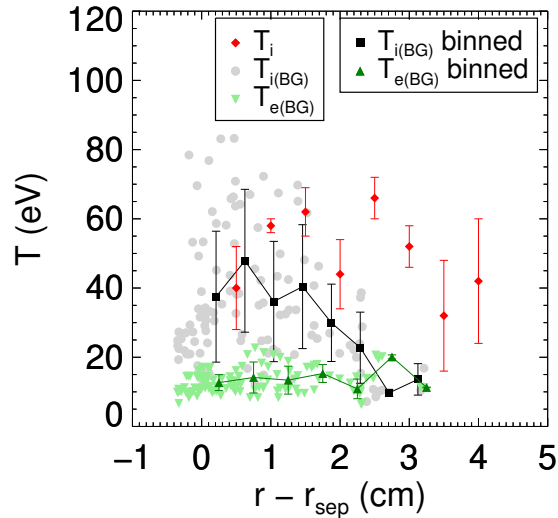 T_i
T_i(BG)
T_e(BG)
T_i(BG) binned
T_e(BG) binned
120
100
80
60
40
20
0
T (eV)
−1 0 1 2 3 4 5
r − r_sep (cm)